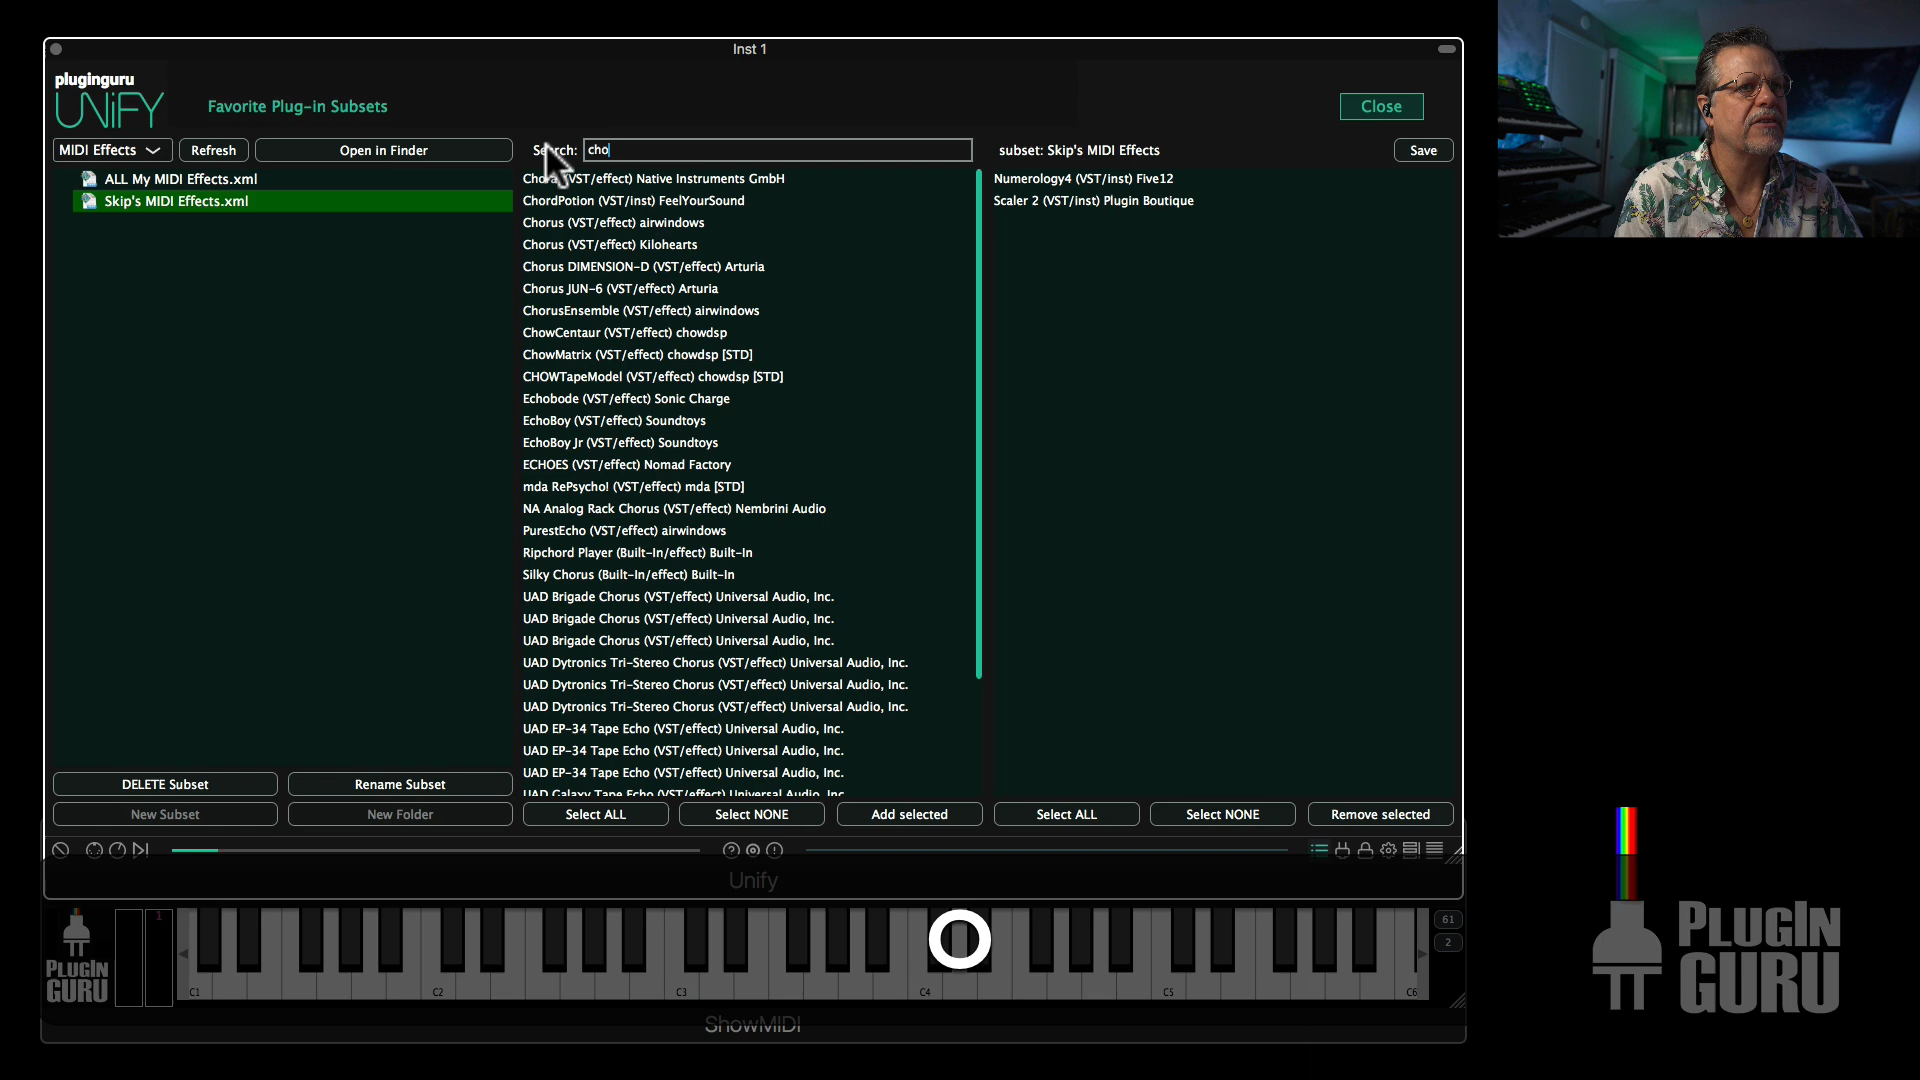 Inst 1
pluginguru
UNIFY
Favorite Plug-in Subsets
Close
MIDI Effects
Refresh
Open in Finder
Search:
cho
subset: Skip's MIDI Effects
Save
ALL My MIDI Effects.xml
Skip's MIDI Effects.xml
(VST/effect) Native Instruments GmbH
ChordPotion (VST/inst) FeelYourSound
Chorus (VST/effect) airwindows
Chorus (VST/effect) Kilohearts
Chorus DIMENSION-D (VST/effect) Arturia
Chorus JUN-6 (VST/effect) Arturia
ChorusEnsemble (VST/effect) airwindows
ChowCentaur (VST/effect) chowdsp
ChowMatrix (VST/effect) chowdsp [STD]
CHOWTapeModel (VST/effect) chowdsp [STD]
Echobode (VST/effect) Sonic Charge
EchoBoy (VST/effect) Soundtoys
EchoBoy Jr (VST/effect) Soundtoys
ECHOES (VST/effect) Nomad Factory
mda RePsycho! (VST/effect) mda [STD]
NA Analog Rack Chorus (VST/effect) Nembrini Audio
PurestEcho (VST/effect) airwindows
Ripchord Player (Built-In/effect) Built-In
Silky Chorus (Built-In/effect) Built-In
UAD Brigade Chorus (VST/effect) Universal Audio, Inc.
UAD Brigade Chorus (VST/effect) Universal Audio, Inc.
UAD Brigade Chorus (VST/effect) Universal Audio, Inc.
UAD Dytronics Tri-Stereo Chorus (VST/effect) Universal Audio, Inc.
UAD Dytronics Tri-Stereo Chorus (VST/effect) Universal Audio, Inc.
UAD Dytronics Tri-Stereo Chorus (VST/effect) Universal Audio, Inc.
UAD EP-34 Tape Echo (VST/effect) Universal Audio, Inc.
UAD EP-34 Tape Echo (VST/effect) Universal Audio, Inc.
UAD EP-34 Tape Echo (VST/effect) Universal Audio, Inc.
UAD Galaxy Tape Echo (VST/effect) Universal Audio, Inc.
Numerology4 (VST/inst) Five12
Scaler 2 (VST/inst) Plugin Boutique
DELETE Subset
Rename Subset
New Subset
New Folder
Select ALL
Select NONE
Add selected
Select ALL
Select NONE
Remove selected
Unify
1
61
2
PLUGIN
GURU
C1
C2
C3
C4
C5
C6
ShowMIDI
O
PLUGIN
GURU